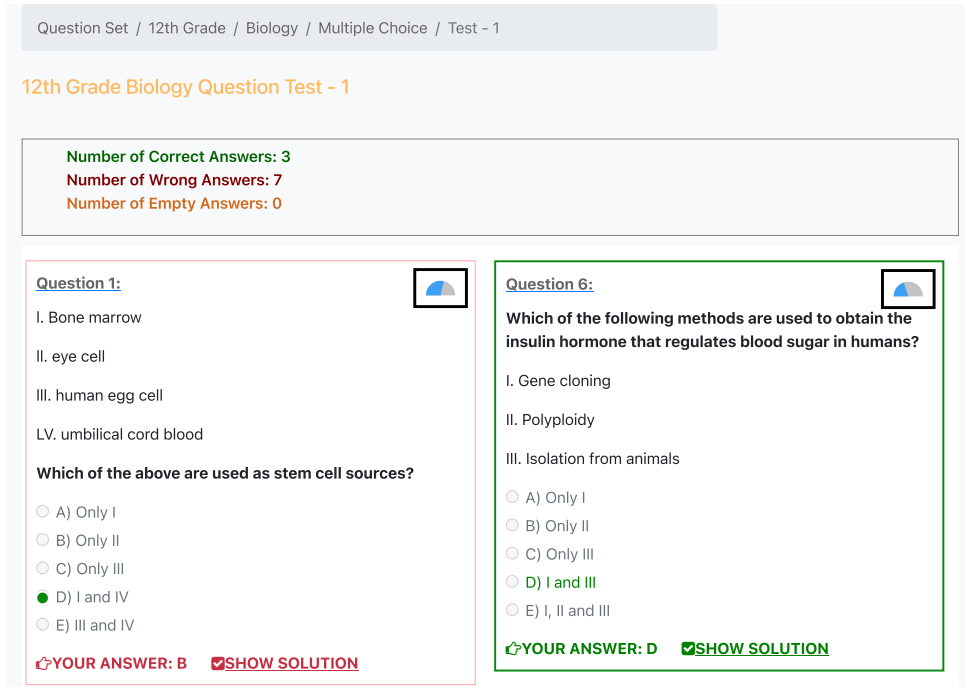 Question Set / 12th Grade / Biology / Multiple Choice / Test - 1
12th Grade Biology Question Test - 1
Number of Correct Answers: 3
Number of Wrong Answers: 7
Number of Empty Answers: 0
Question 1:
I. Bone marrow
II. eye cell
III. human egg cell
LV. umbilical cord blood
Which of the above are used as stem cell sources?
A) Only I
B) Only II
C) Only III
D) I and IV
E) III and IV
YOUR ANSWER: B SHOW SOLUTION
Question 6:
Which of the following methods are used to obtain the
insulin hormone that regulates blood sugar in humans?
I. Gene cloning
II. Polyploidy
III. Isolation from animals
A) Only I
B) Only II
C) Only III
D) I and III
E) I, II and III
YOUR ANSWER: D SHOW SOLUTION